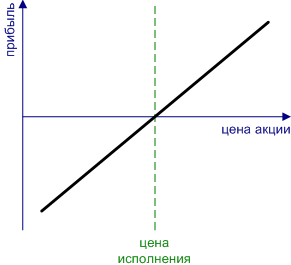 прибыль
цена акции
цена
исполнения